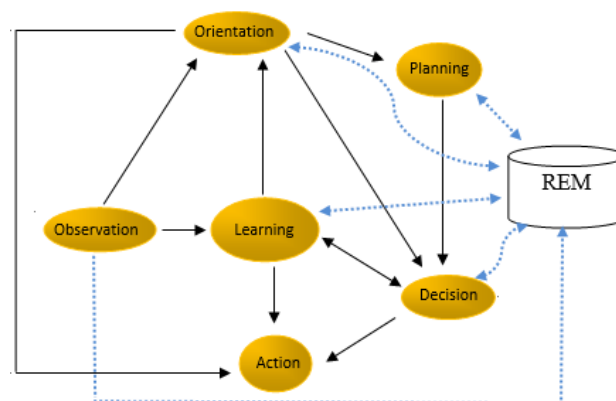 Orientation
Planning
REM
Observation
Learning
Decision
Action